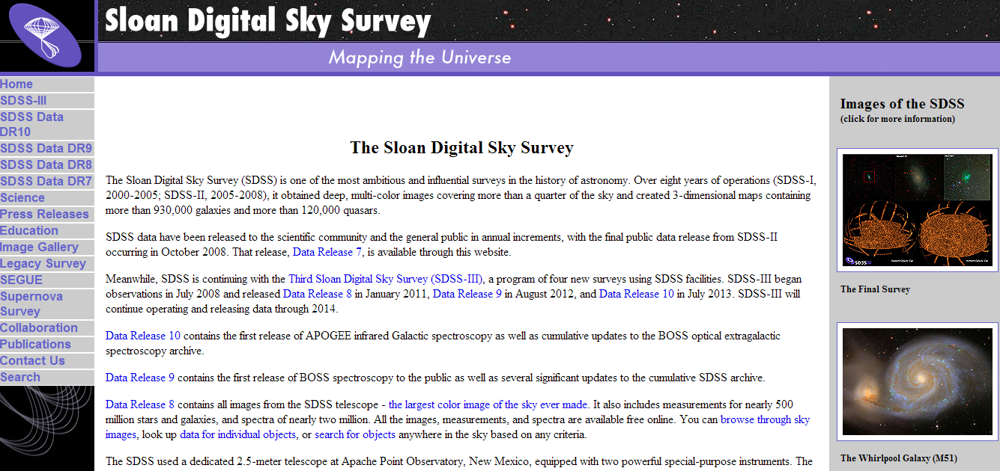 Sloan Digital Sky Survey
Mapping the Universe
Home
SDSS-III
SDSS Data
DR10
SDSS Data DR9
SDSS Data DR8
SDSS Data DR7
Science
Press Releases
Education
Image Gallery
Legacy Survey
SEGUE
Supernova
Survey
Collaboration
Publications
Contact Us
Search
The Sloan Digital Sky Survey
The Sloan Digital Sky Survey (SDSS) is one of the most ambitious and influential surveys in the history of astronomy. Over eight years of operations (SDSS-I,
2000-2005; SDSS-II, 2005-2008), it obtained deep, multi-color images covering more than a quarter of the sky and created 3-dimensional maps containing
more than 930,000 galaxies and more than 120,000 quasars.
SDSS data have been released to the scientific community and the general public in annual increments, with the final public data release from SDSS-II
occurring in October 2008. That release, Data Release 7, is available through this website.
Meanwhile, SDSS is continuing with the Third Sloan Digital Sky Survey (SDSS-III), a program of four new surveys using SDSS facilities. SDSS-III began
observations in July 2008 and released Data Release 8 in January 2011, Data Release 9 in August 2012, and Data Release 10 in July 2013. SDSS-III will
continue operating and releasing data through 2014.
Data Release 10 contains the first release of APOGEE infrared Galactic spectroscopy as well as cumulative updates to the BOSS optical extragalactic
spectroscopy archive.
Data Release 9 contains the first release of BOSS spectroscopy to the public as well as several significant updates to the cumulative SDSS archive.
Data Release 8 contains all images from the SDSS telescope - the largest color image of the sky ever made. It also includes measurements for nearly 500
million stars and galaxies, and spectra of nearly two million. All the images, measurements, and spectra are available free online. You can browse through sky
images, look up data for individual objects, or search for objects anywhere in the sky based on any criteria.
The SDSS used a dedicated 2.5-meter telescope at Apache Point Observatory, New Mexico, equipped with two powerful special-purpose instruments. The
Images of the SDSS
(click for more information)
SDSSIII
The Final Survey
The Whirlpool Galaxy (M51)